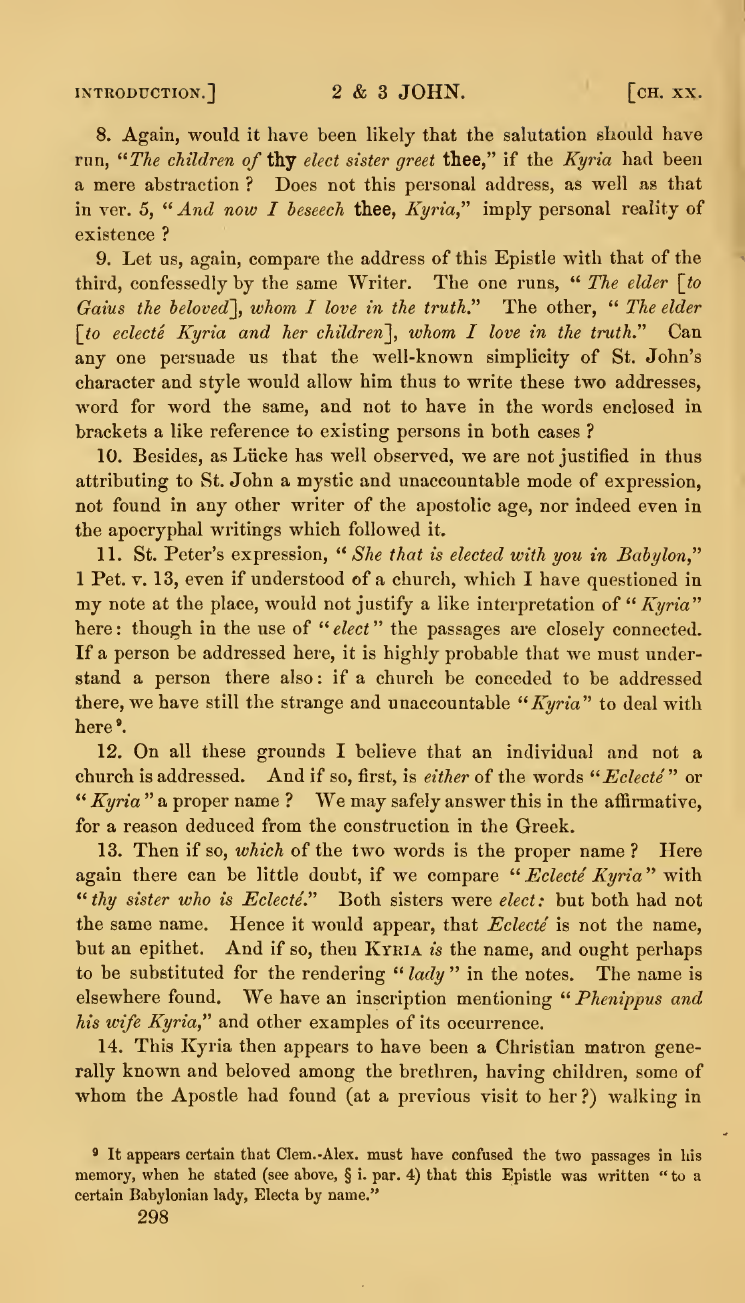 INTRODUCTION.] 2 & 3 JOHN. [CH. XX.
8. Again, would it have been likely that the salutation should have
run, “The children of thy elect sister greet thee,” if the Kyria had been
a mere abstraction ? Does not this personal address, as well as that
in ver. 5, “And now I beseech thee, Kyria,” imply personal reality of
existence ?
9. Let us, again, compare the address of this Epistle with that of the
third, confessedly by the same Writer. The one runs, “ The elder [to
Gaius the beloved], whom I love in the truth.” The other, “ The elder
[to eclecté Kyria and her children], whom I love in the truth.” Can
any one persuade us that the well-known simplicity of St. John’s
character and style would allow him thus to write these two addresses,
word for word the same, and not to have in the words enclosed in
brackets a like reference to existing persons in both cases ?
10. Besides, as Lücke has well observed, we are not justified in thus
attributing to St. John a mystic and unaccountable mode of expression,
not found in any other writer of the apostolic age, nor indeed even in
the apocryphal writings which followed it.
11. St. Peter’s expression, “ She that is elected with you in Babylon,”
1 Pet. v. 13, even if understood of a church, which I have questioned in
my note at the place, would not justify a like interpretation of “ Kyria”
here: though in the use of “elect” the passages are closely connected.
If a person be addressed here, it is highly probable that we must under-
stand a person there also: if a church be conceded to be addressed
there, we have still the strange and unaccountable “Kyria” to deal with
here ⁹.
12. On all these grounds I believe that an individual and not a
church is addressed. And if so, first, is either of the words “Eclecté” or
“ Kyria” a proper name ? We may safely answer this in the affirmative,
for a reason deduced from the construction in the Greek.
13. Then if so, which of the two words is the proper name ? Here
again there can be little doubt, if we compare “Eclecté Kyria” with
“thy sister who is Eclecté.” Both sisters were elect: but both had not
the same name. Hence it would appear, that Eclecté is not the name,
but an epithet. And if so, then KYRIA is the name, and ought perhaps
to be substituted for the rendering “lady” in the notes. The name is
elsewhere found. We have an inscription mentioning “Phenippus and
his wife Kyria,” and other examples of its occurrence.
14. This Kyria then appears to have been a Christian matron gene-
rally known and beloved among the brethren, having children, some of
whom the Apostle had found (at a previous visit to her ?) walking in
⁹ It appears certain that Clem.-Alex. must have confused the two passages in his
memory, when he stated (see above, § i. par. 4) that this Epistle was written “to a
certain Babylonian lady, Electa by name.”
298